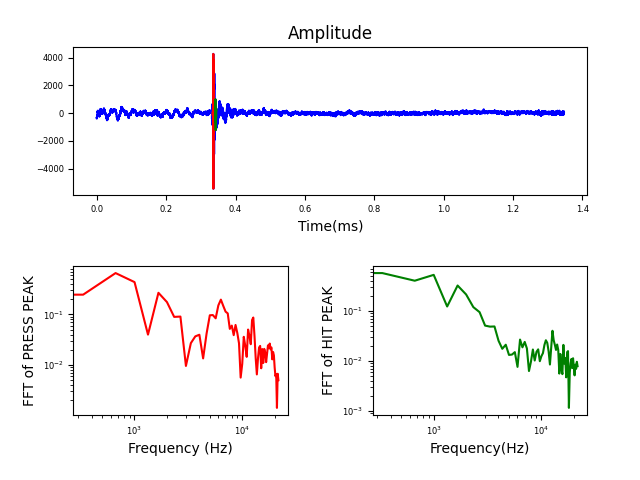 Amplitude
4000
2000
0
−2000
−4000
0.0 0.2 0.4 0.6 0.8 1.0 1.2 1.4
Time(ms)
FFT of PRESS PEAK
10⁻¹
10⁻²
10³ 10⁴
Frequency (Hz)
FFT of HIT PEAK
10⁻¹
10⁻²
10⁻³
10³ 10⁴
Frequency(Hz)